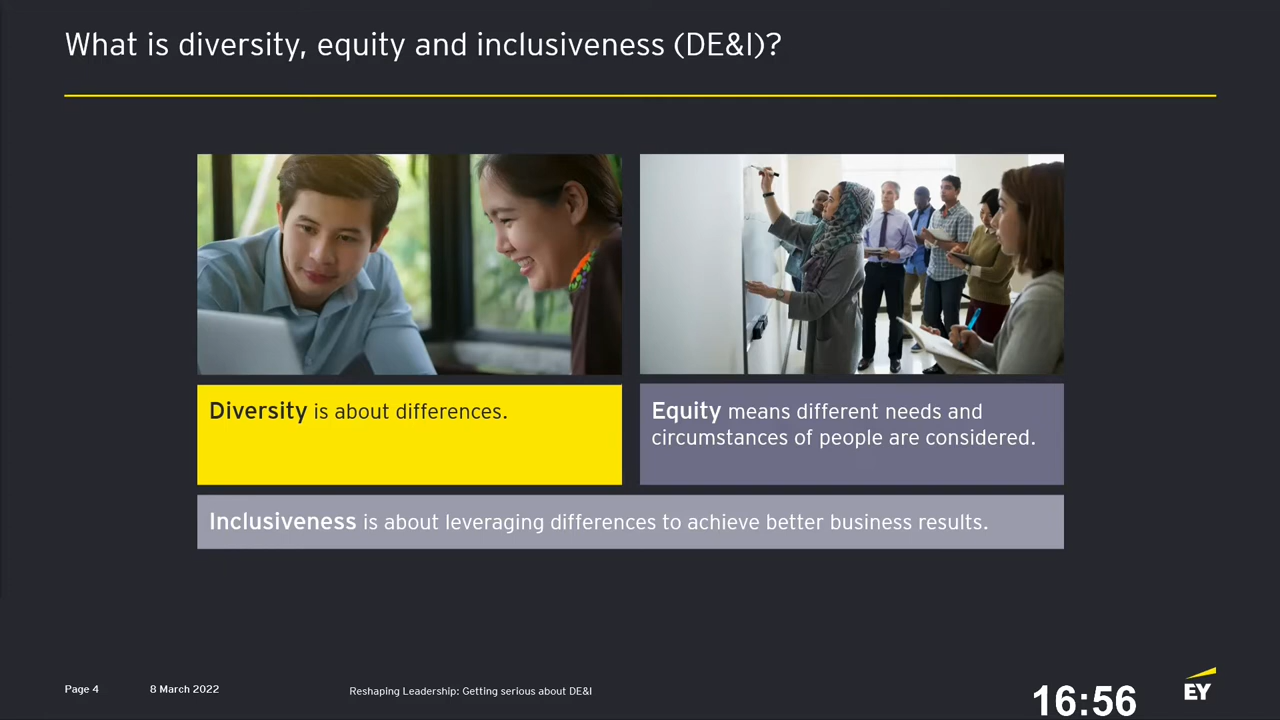 What is diversity, equity and inclusiveness (DE&I)?
Diversity is about differences.
Equity means different needs and
circumstances of people are considered.
Inclusiveness is about leveraging differences to achieve better business results.
Page 4
8 March 2022
Reshaping Leadership: Getting serious about DE&I
16:56
EY